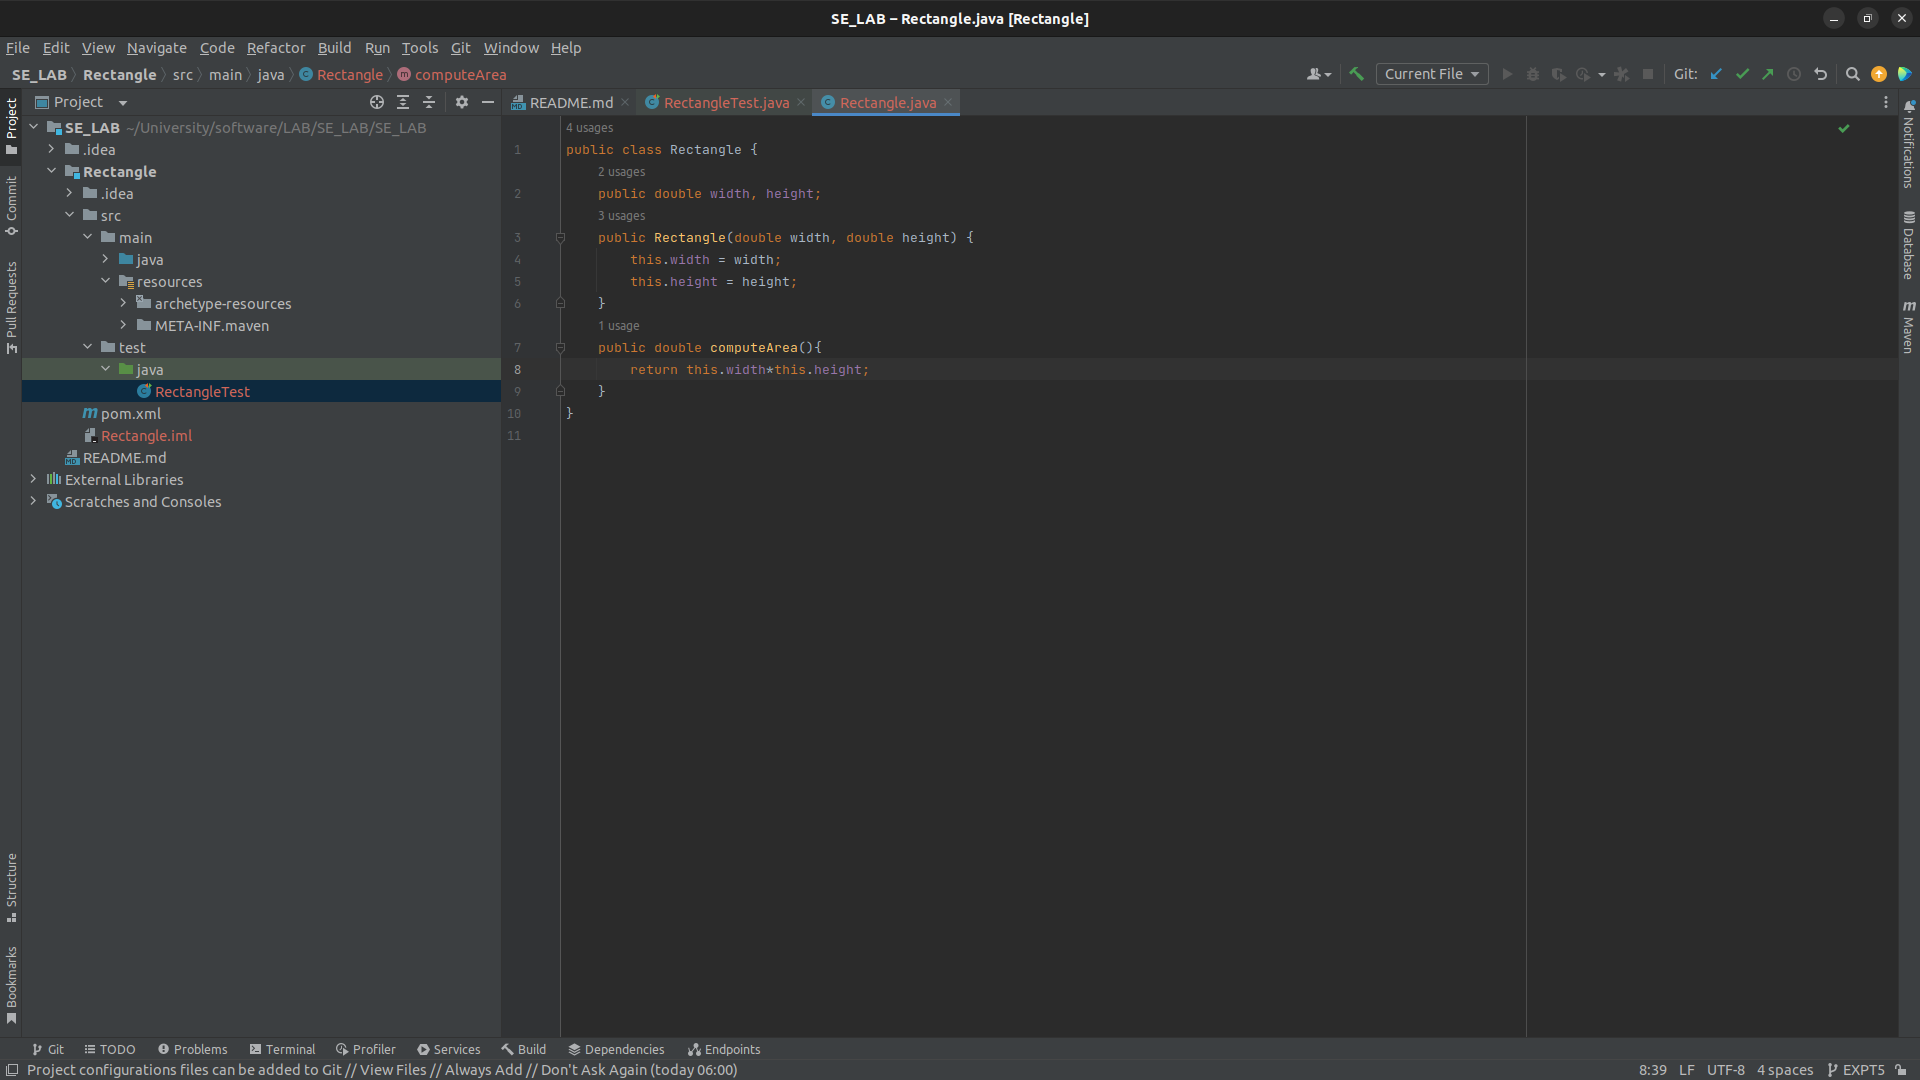 SE_LAB – Rectangle.java [Rectangle]
File Edit View Navigate Code Refactor Build Run Tools Git Window Help
SE_LAB Rectangle src main java Rectangle computeArea
Current File Git:
Project
README.md RectangleTest.java Rectangle.java
SE_LAB ~/University/software/LAB/SE_LAB/SE_LAB
.idea
Rectangle
.idea
src
main
java
resources
archetype-resources
META-INF.maven
test
java
RectangleTest
pom.xml
Rectangle.iml
README.md
External Libraries
Scratches and Consoles
4 usages
1 public class Rectangle {
2 usages
2 public double width, height;
3 usages
3 public Rectangle(double width, double height) {
4 this.width = width;
5 this.height = height;
6 }
1 usage
7 public double computeArea(){
8 return this.width*this.height;
9 }
10 }
11
Project
Commit
Pull Requests
Structure
Bookmarks
Notifications
Database
Maven
Git TODO Problems Terminal Profiler Services Build Dependencies Endpoints
Project configurations files can be added to Git // View Files // Always Add // Don't Ask Again (today 06:00)
8:39 LF UTF-8 4 spaces EXPT5